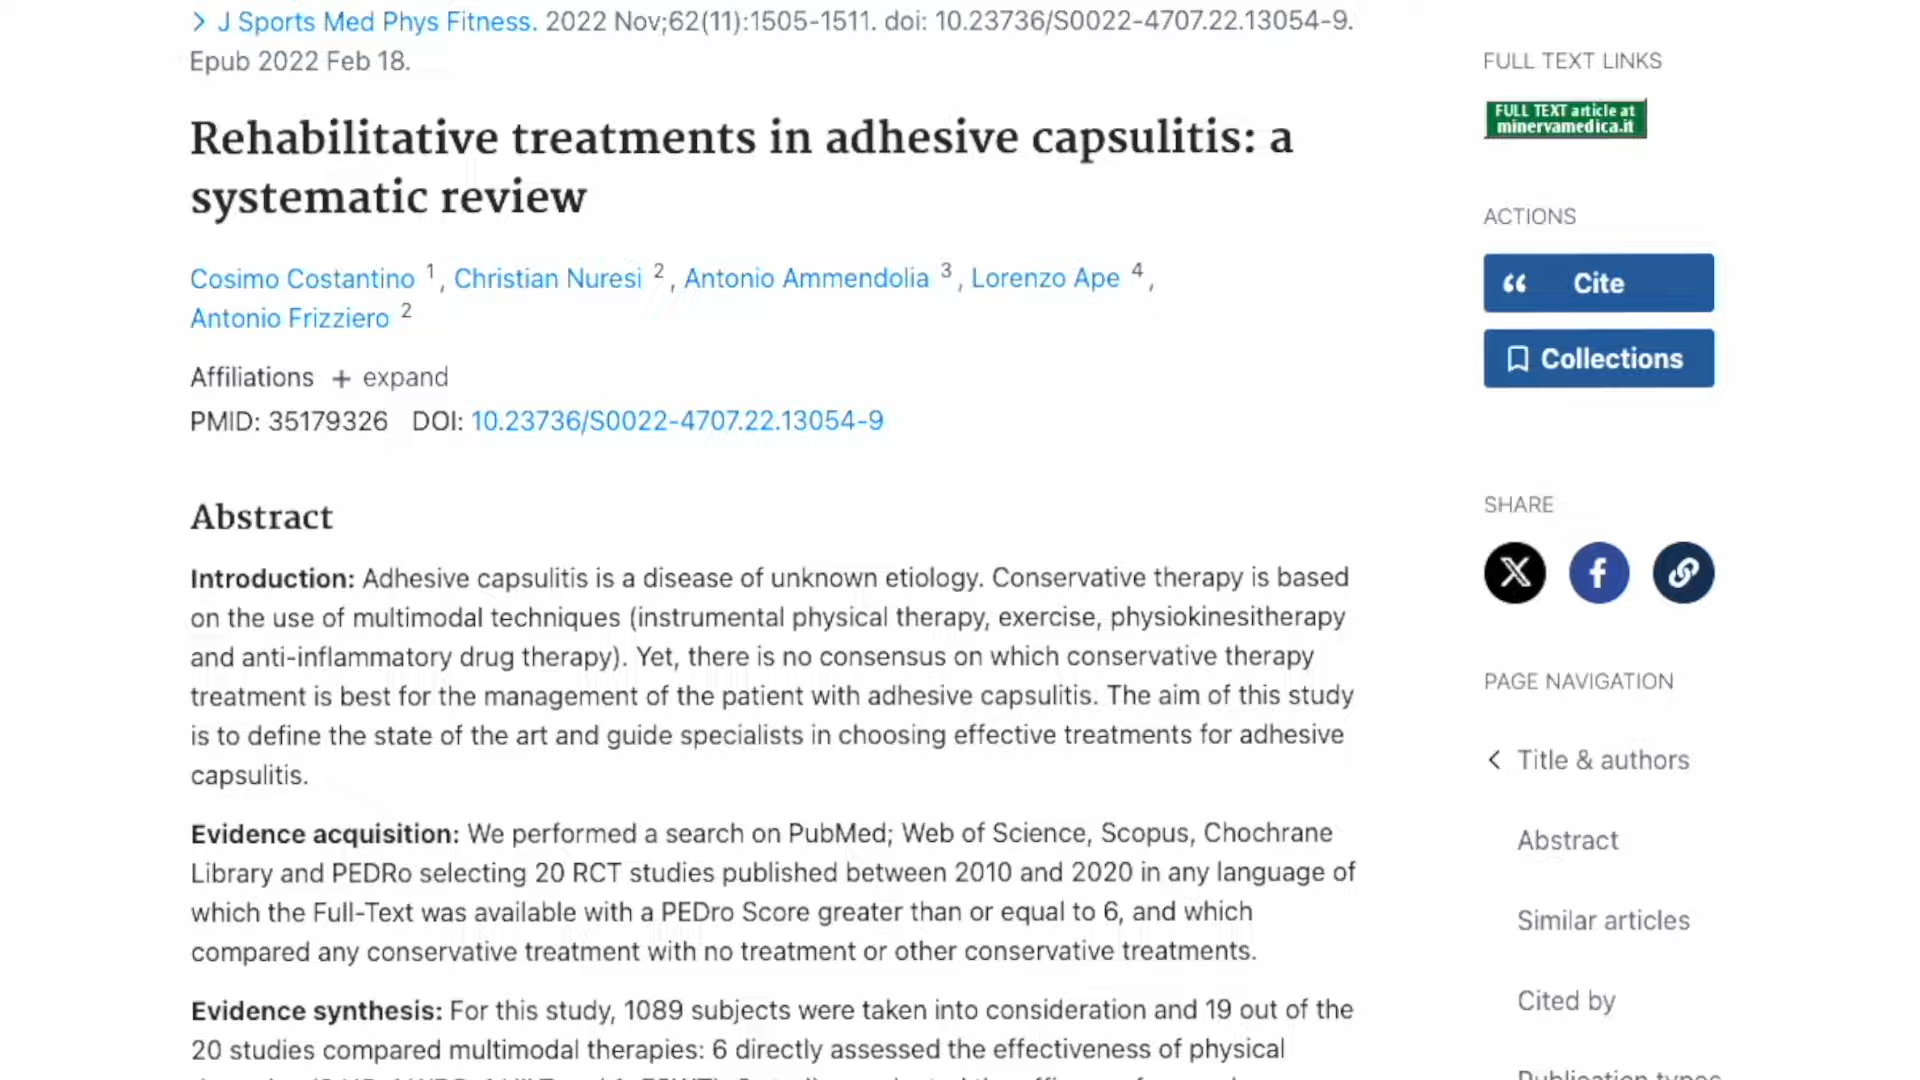 J Sports Med Phys Fitness. 2022 Nov;62(11):1505-1511. doi: 10.23736/S0022-4707.22.13054-9.
Epub 2022 Feb 18.
Rehabilitative treatments in adhesive capsulitis: a
systematic review
Cosimo Costantino 1, Christian Nuresi 2, Antonio Ammendolia 3, Lorenzo Ape 4,
Antonio Frizziero 2
Affiliations + expand
PMID: 35179326 DOI: 10.23736/S0022-4707.22.13054-9
Abstract
Introduction: Adhesive capsulitis is a disease of unknown etiology. Conservative therapy is based
on the use of multimodal techniques (instrumental physical therapy, exercise, physiokinesitherapy
and anti-inflammatory drug therapy). Yet, there is no consensus on which conservative therapy
treatment is best for the management of the patient with adhesive capsulitis. The aim of this study
is to define the state of the art and guide specialists in choosing effective treatments for adhesive
capsulitis.
Evidence acquisition: We performed a search on PubMed; Web of Science, Scopus, Chochrane
Library and PEDRo selecting 20 RCT studies published between 2010 and 2020 in any language of
which the Full-Text was available with a PEDro Score greater than or equal to 6, and which
compared any conservative treatment with no treatment or other conservative treatments.
Evidence synthesis: For this study, 1089 subjects were taken into consideration and 19 out of the
20 studies compared multimodal therapies: 6 directly assessed the effectiveness of physical
FULL TEXT LINKS
FULL TEXT article at
minervamedica.it
ACTIONS
Cite
Collections
SHARE
PAGE NAVIGATION
Title & authors
Abstract
Similar articles
Cited by
Publication types